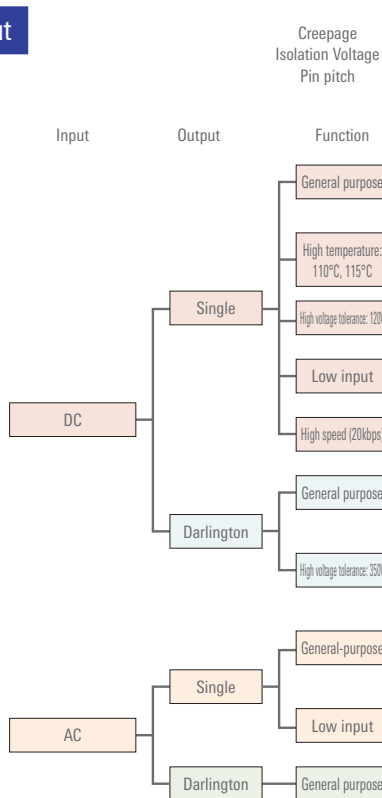 ut
Creepage
Isolation Voltage
Pin pitch
Input Output Function
General purpose
High temperature:
110°C, 115°C
Single
High voltage tolerance: 120V
Low input
DC
High speed (20kbps)
General purpose
Darlington
High voltage tolerance: 350V
General-purpose
Single
Low input
AC
Darlington
General purpose